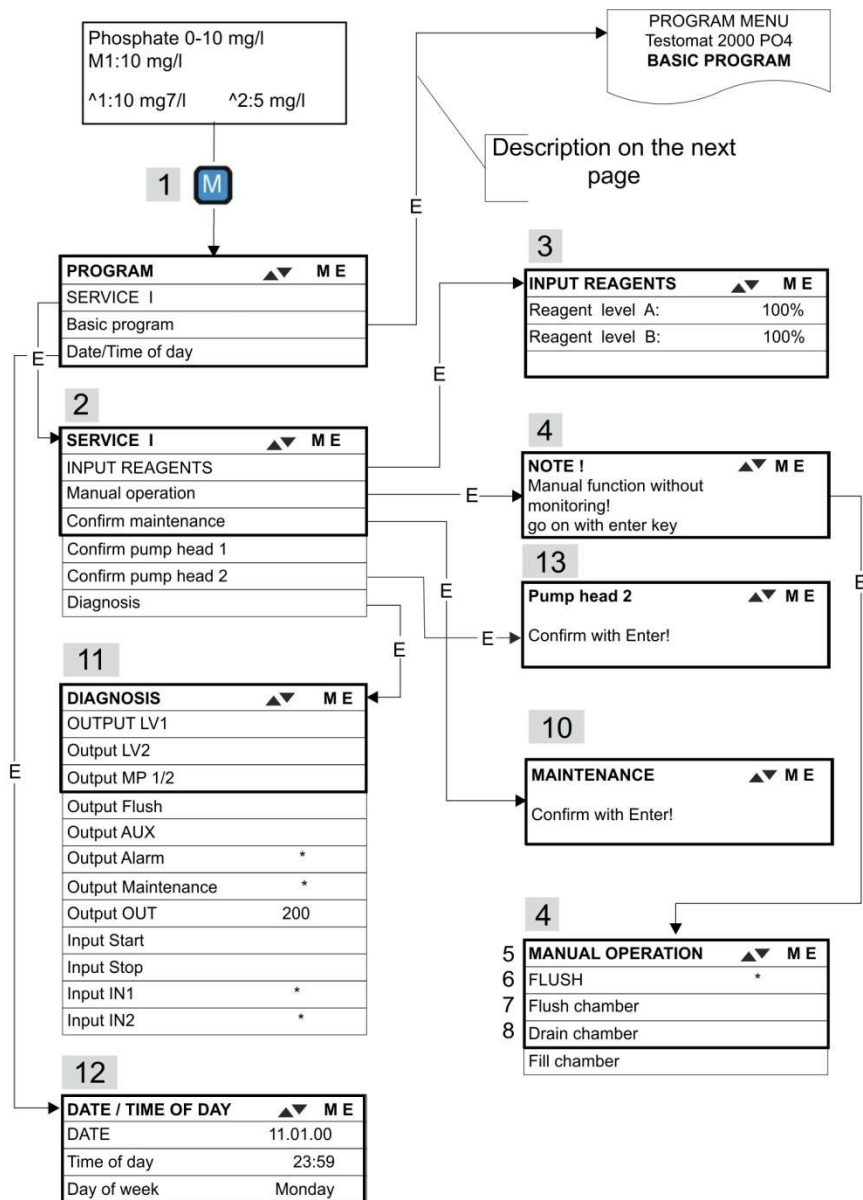 Phosphate 0-10 mg/l
M1:10 mg/l
^1:10 mg7/l ^2:5 mg/l
PROGRAM MENU
Testomat 2000 PO4
BASIC PROGRAM
Description on the next
page
1 M
E
PROGRAM ▲▼ M E
SERVICE I
Basic program
Date/Time of day
E
3
INPUT REAGENTS ▲▼ M E
Reagent level A: 100%
Reagent level B: 100%
E
2
SERVICE I ▲▼ M E
INPUT REAGENTS
Manual operation
Confirm maintenance
Confirm pump head 1
Confirm pump head 2
Diagnosis
E
4
NOTE ! ▲▼ M E
Manual function without
monitoring!
go on with enter key
E
13
Pump head 2 ▲▼ M E
Confirm with Enter!
E
E
E
11
DIAGNOSIS ▲▼ M E
OUTPUT LV1
Output LV2
Output MP 1/2
Output Flush
Output AUX
Output Alarm *
Output Maintenance *
Output OUT 200
Input Start
Input Stop
Input IN1 *
Input IN2 *
E
10
MAINTENANCE ▲▼ M E
Confirm with Enter!
4
5 MANUAL OPERATION ▲▼ M E
6 FLUSH *
7 Flush chamber
8 Drain chamber
Fill chamber
12
DATE / TIME OF DAY ▲▼ M E
DATE 11.01.00
Time of day 23:59
Day of week Monday